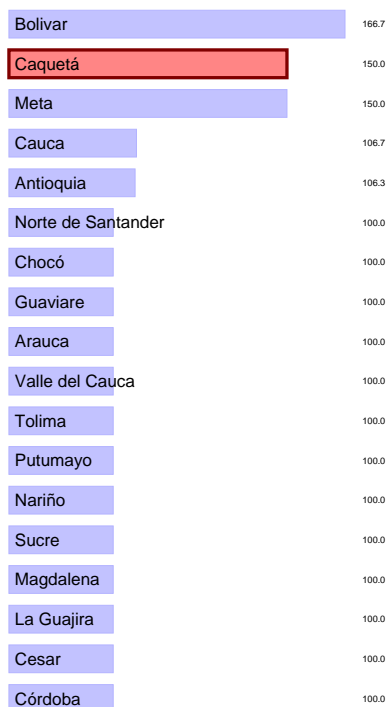 Bolivar 166.7
Caquetá 150.0
Meta 150.0
Cauca 106.7
Antioquia 106.3
Norte de Santander 100.0
Chocó 100.0
Guaviare 100.0
Arauca 100.0
Valle del Cauca 100.0
Tolima 100.0
Putumayo 100.0
Nariño 100.0
Sucre 100.0
Magdalena 100.0
La Guajira 100.0
Cesar 100.0
Córdoba 100.0